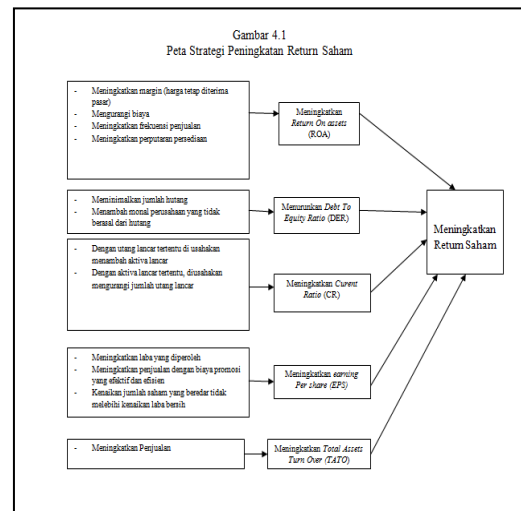 Gambar 4.1
Peta Strategi Peningkatan Return Saham
- Meningkatkan margin (harga tetap diterima
pasar)
- Mengurangi biaya
- Meningkatkan frekuensi penjualan
- Meningkatkan perputaran persediaan
Meningkatkan
Return On assets
(ROA)
- Meminimalkan jumlah hutang
- Menambah monal perusahaan yang tidak
berasal dari hutang
Menurunkan Debt To
Equity Ratio (DER)
Meningkatkan
Return Saham
- Dengan utang lancar tertentu di usahakan
menambah aktiva lancar
- Dengan aktiva lancar tertentu, diusahakan
mengurangi jumlah utang lancar
Meningkatkan Curent
Ratio (CR)
- Meningkatkan laba yang diperoleh
- Meningkatkan penjualan dengan biaya promosi
yang efektif dan efisien
- Kenaikan jumlah saham yang beredar tidak
melebihi kenaikan laba bersih
Meningkatkan earning
Per share (EPS)
- Meningkatkan Penjualan
Meningkatkan Total Assets
Turn Over (TATO)